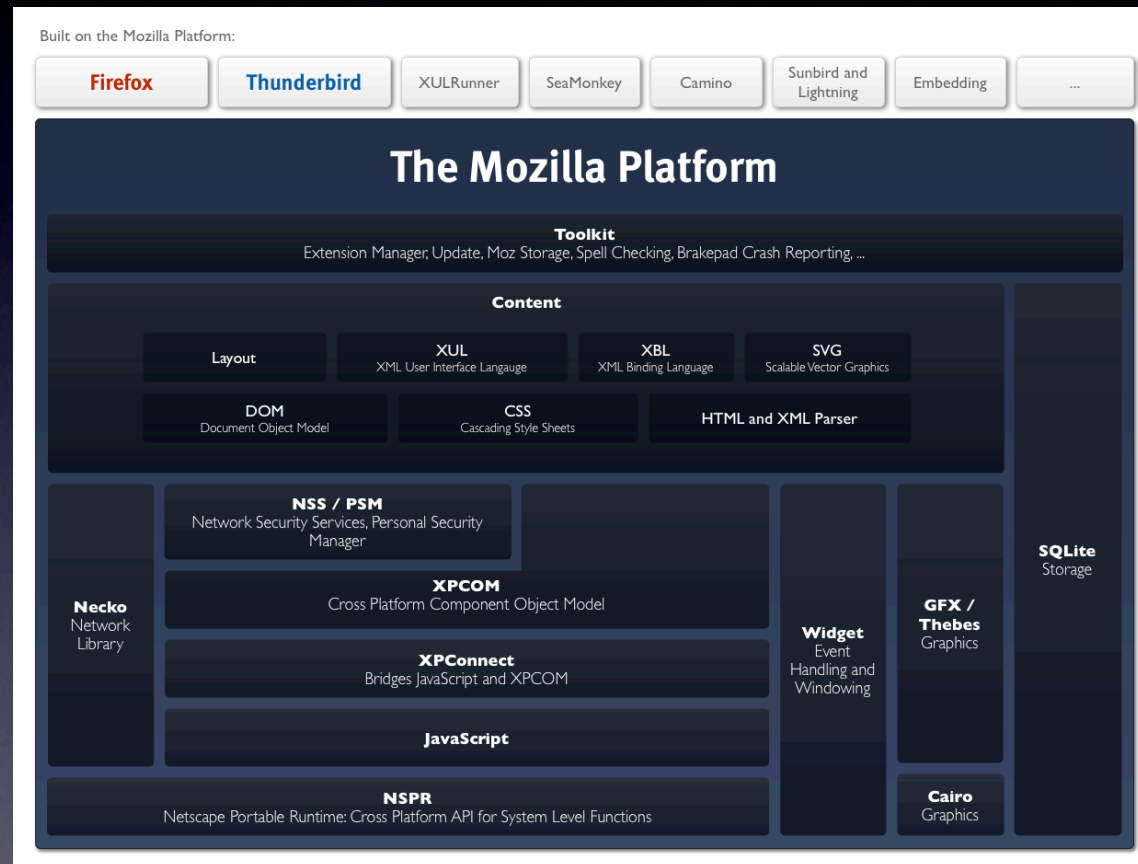 Built on the Mozilla Platform:
Firefox
Thunderbird
XULRunner
SeaMonkey
Camino
Sunbird and
Lightning
Embedding
...
The Mozilla Platform
Toolkit
Extension Manager, Update, Moz Storage, Spell Checking, Brakepad Crash Reporting, ...
Content
Layout
XUL
XML User Interface Langauge
XBL
XML Binding Language
SVG
Scalable Vector Graphics
DOM
Document Object Model
CSS
Cascading Style Sheets
HTML and XML Parser
Necko
Network
Library
NSS / PSM
Network Security Services, Personal Security
Manager
XPCOM
Cross Platform Component Object Model
XPConnect
Bridges JavaScript and XPCOM
JavaScript
NSPR
Netscape Portable Runtime: Cross Platform API for System Level Functions
Widget
Event
Handling and
Windowing
GFX /
Thebes
Graphics
Cairo
Graphics
SQLite
Storage